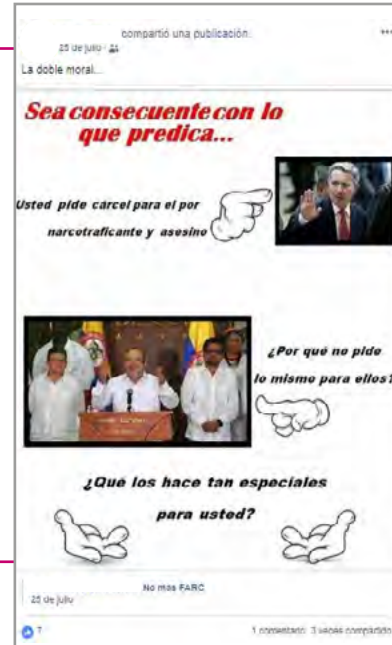 compartió una publicación.
25 de julio
La doble moral...
Sea consecuente con lo
que predica...
Usted pide cárcel para el por
narcotraficante y asesino
¿Por qué no pide
lo mismo para ellos?
¿Qué los hace tan especiales
para usted?
No más FARC
25 de julio
7
1 comentario 3 veces compartido